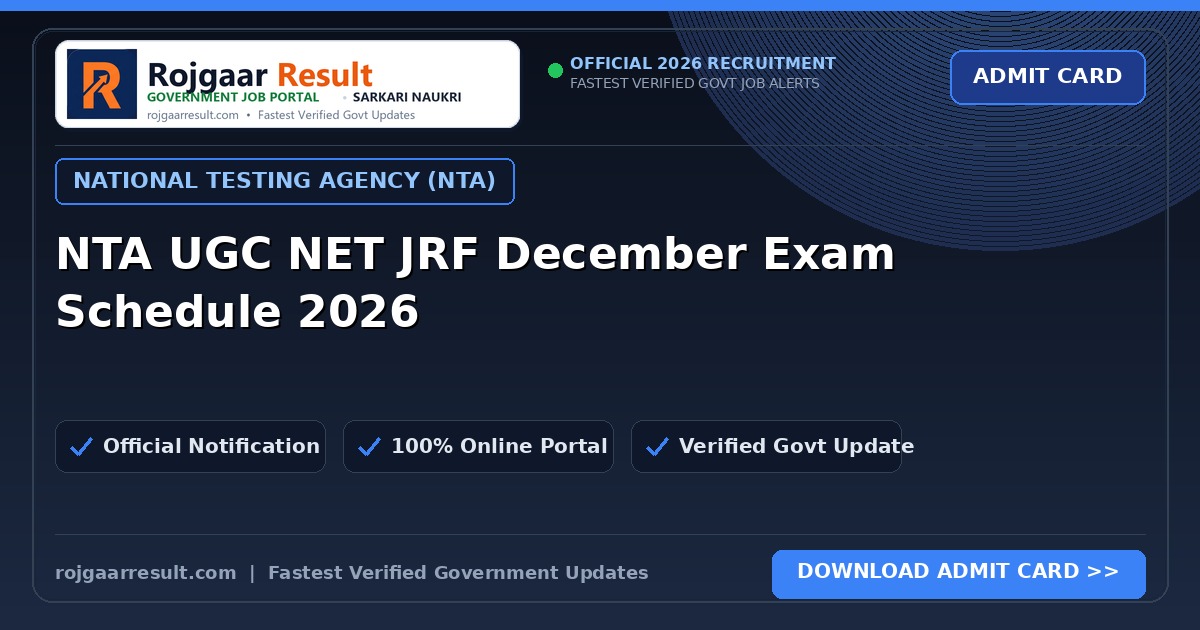 Rojgaar Result
GOVERNMENT JOB PORTAL • SARKARI NAUKRI
rojgaarresult.com • Fastest Verified Govt Updates
OFFICIAL 2026 RECRUITMENT
FASTEST VERIFIED GOVT JOB ALERTS
ADMIT CARD
NATIONAL TESTING AGENCY (NTA)
NTA UGC NET JRF December Exam
Schedule 2026
Official Notification
100% Online Portal
Verified Govt Update
rojgaarresult.com | Fastest Verified Government Updates
DOWNLOAD ADMIT CARD >>